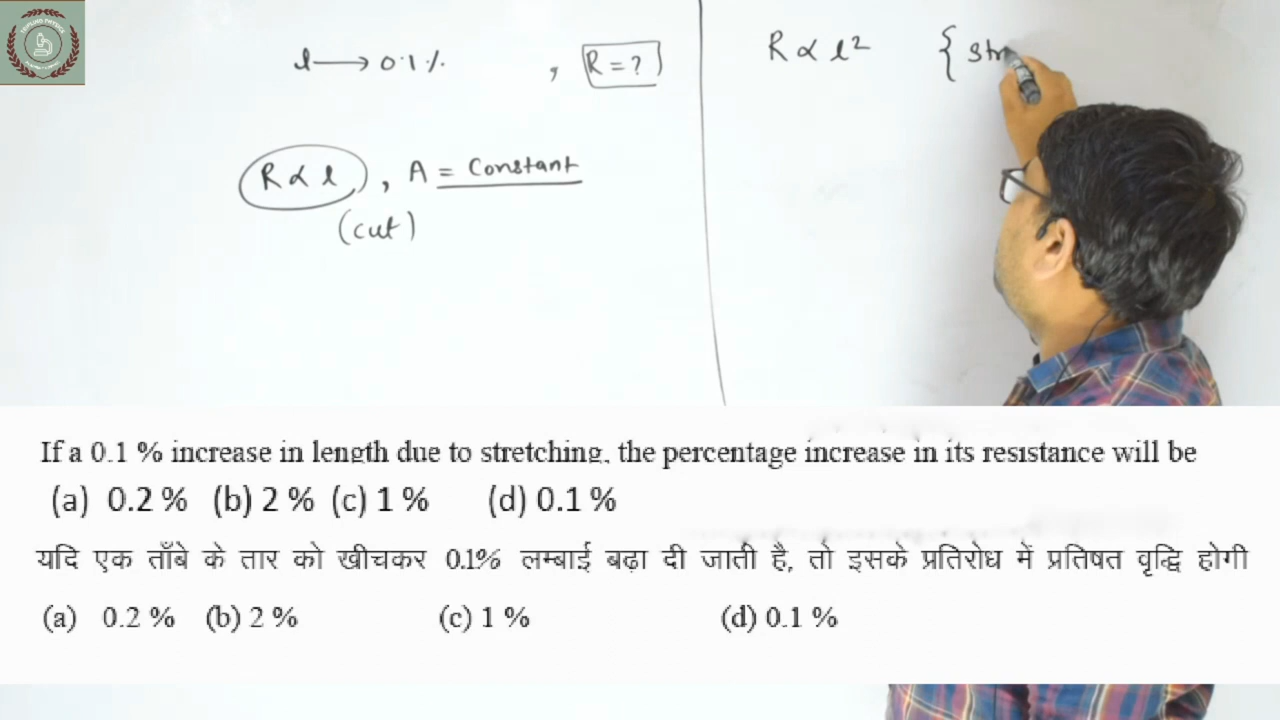 l → 0.1 %. , R = ?
R ∝ l , A = Constant
(cut)
R ∝ l² { Str
If a 0.1 % increase in length due to stretching, the percentage increase in its resistance will be
(a) 0.2 % (b) 2 % (c) 1 % (d) 0.1 %
यदि एक ताँबे के तार को खीचकर 0.1% लम्बाई बढ़ा दी जाती है, तो इसके प्रतिरोध में प्रतिषत वृद्धि होगी
(a) 0.2 % (b) 2 % (c) 1 % (d) 0.1 %